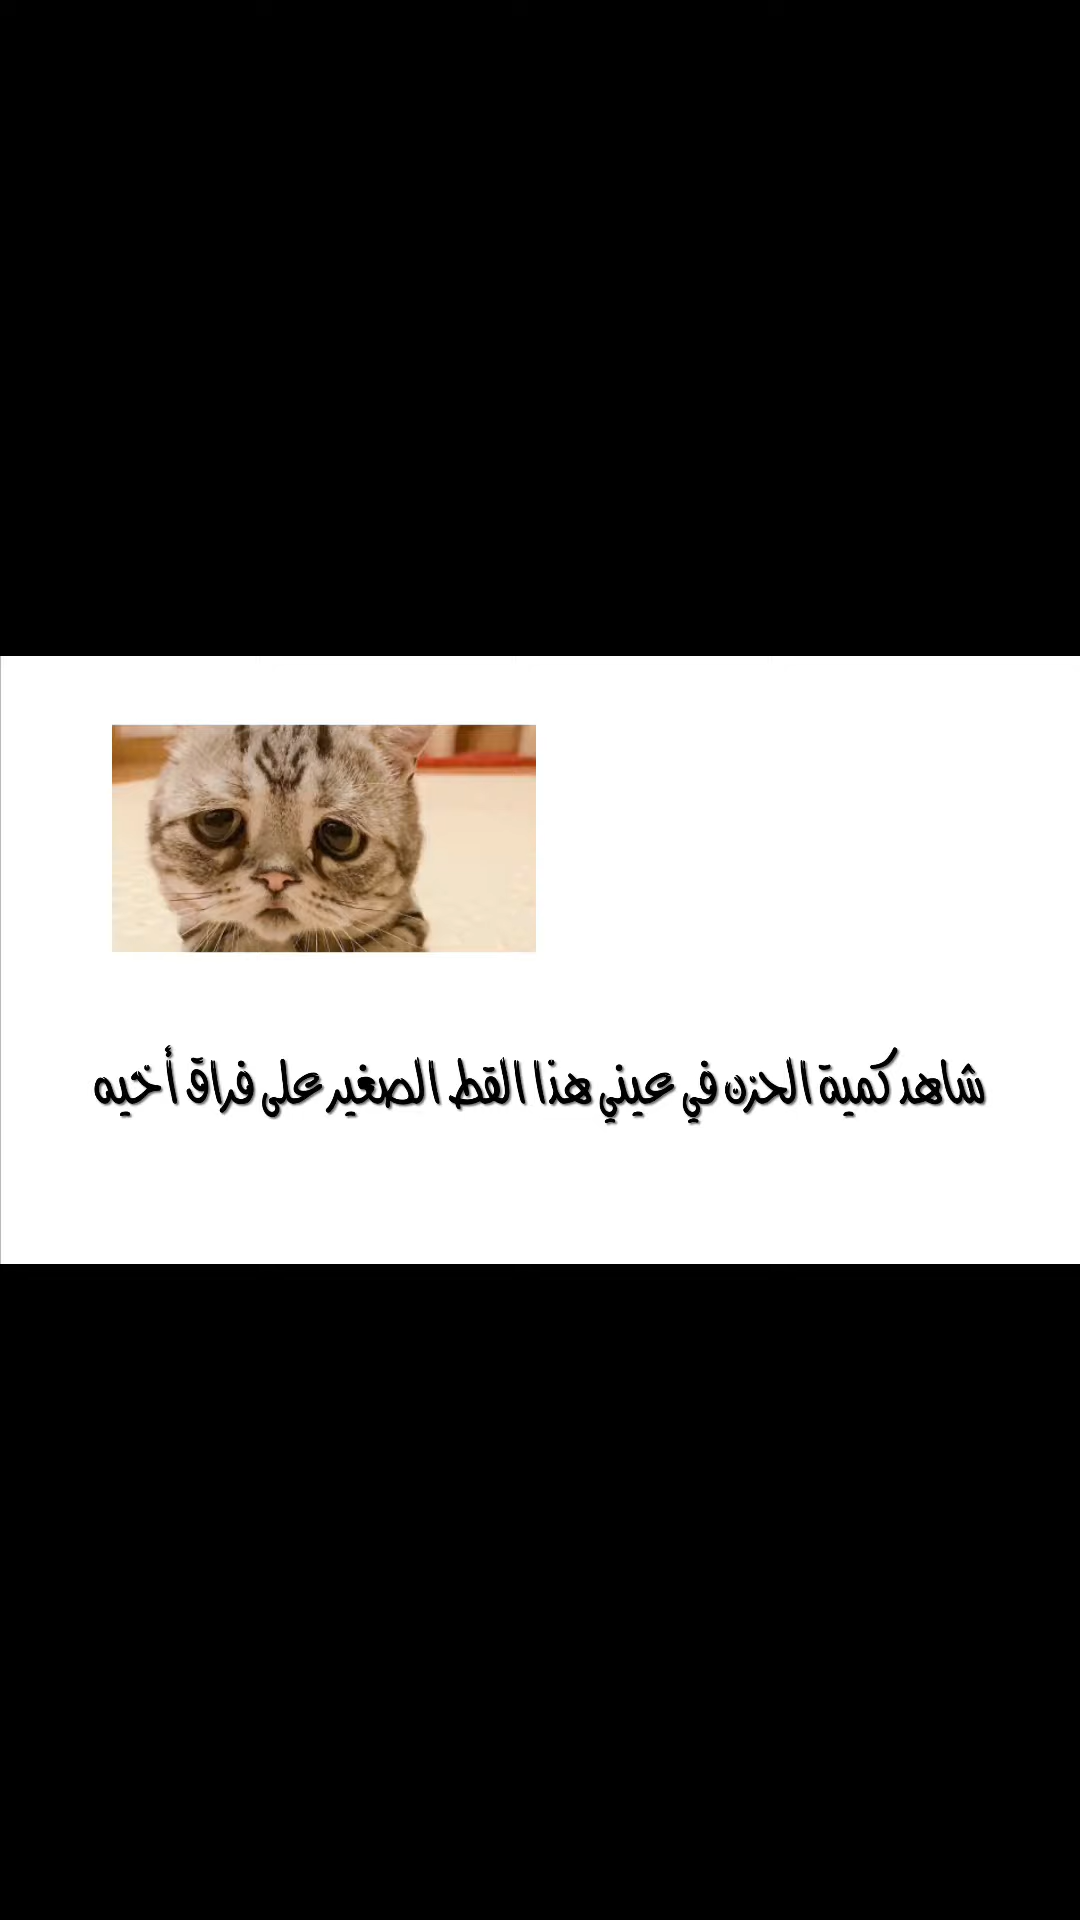 شاهد كمية الحزن في عيني هذا القط الصغير على فراق أخيه